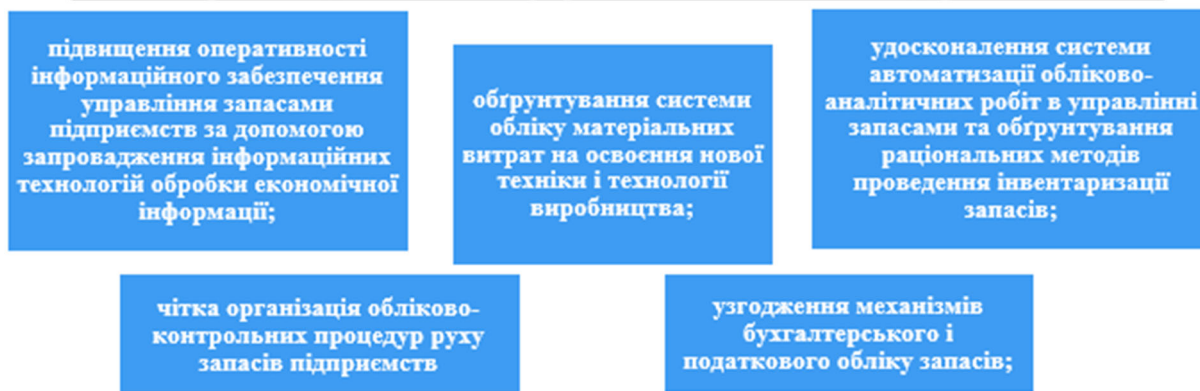 підвищення оперативності
інформаційного забезпечення
управління запасами
підприємств за допомогою
запровадження інформаційних
технологій обробки економічної
інформації;
обґрунтування системи
обліку матеріальних
витрат на освоєння нової
техніки і технології
виробництва;
удосконалення системи
автоматизації обліково-
аналітичних робіт в управлінні
запасами та обґрунтування
раціональних методів
проведення інвентаризації
запасів;
чітка організація обліково-
контрольних процедур руху
запасів підприємств
узгодження механізмів
бухгалтерського і
податкового обліку запасів;